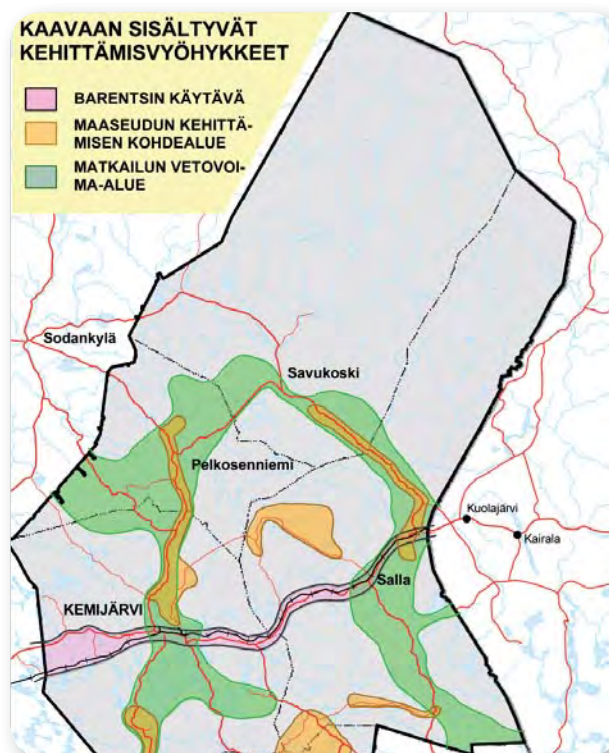 KAAVAAN SISÄLTYVÄT
KEHITTÄMISVYÖHYKKEET
BARENTSIN KÄYTÄVÄ
MAASEUDUN KEHITTÄ-
MISEN KOHDEALUE
MATKAILUN VETOVOI-
MA-ALUE
Sodankylä
Savukoski
Pelkosenniemi
Kuolajärvi
Kairala
Salla
KEMIJÄRVI